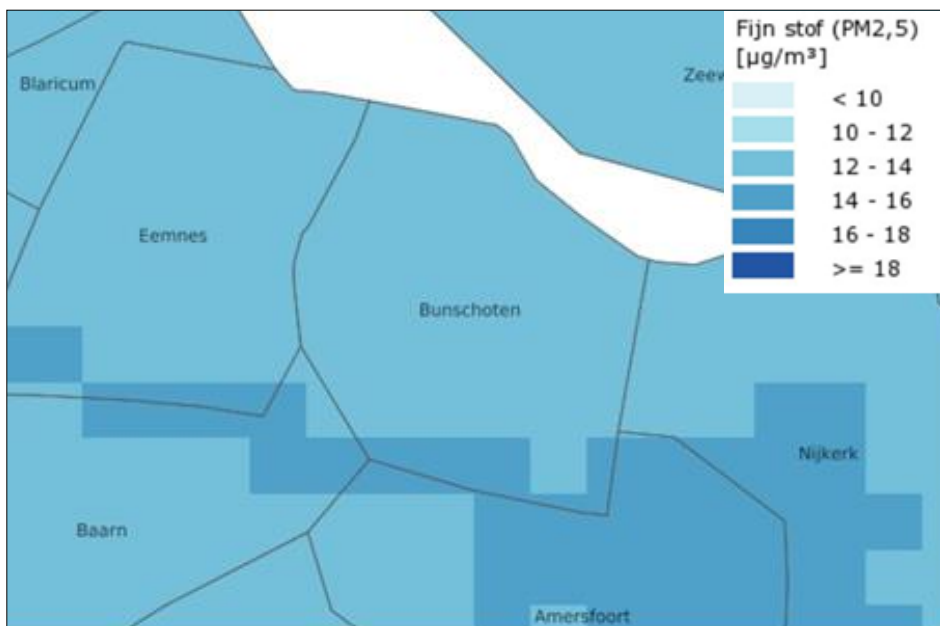 Fijn stof (PM2,5)
[µg/m³]
< 10
10 - 12
12 - 14
14 - 16
16 - 18
>= 18
Blaricum
Eemnes
Bunschoten
Nijkerk
Baarn
Amersfoort